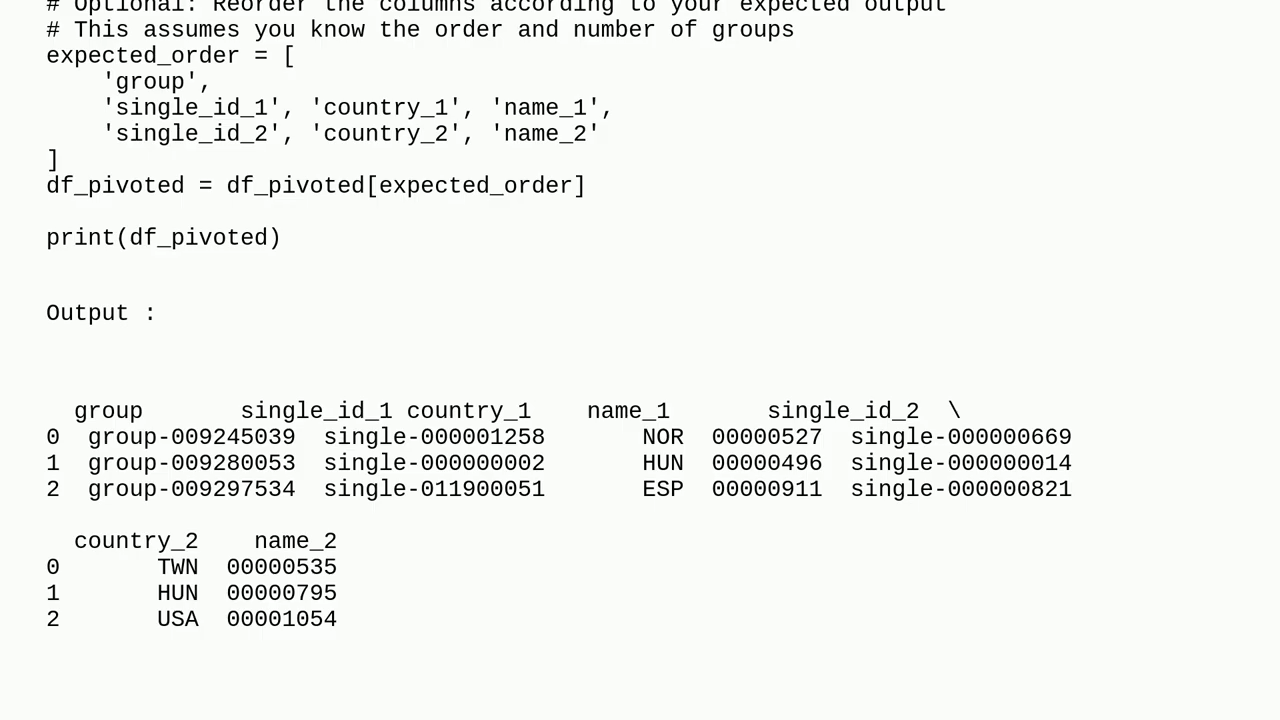 # Optional: Reorder the columns according to your expected output
# This assumes you know the order and number of groups
expected_order = [
    'group',
    'single_id_1', 'country_1', 'name_1',
    'single_id_2', 'country_2', 'name_2'
]
df_pivoted = df_pivoted[expected_order]

print(df_pivoted)

Output :

  group       single_id_1 country_1    name_1       single_id_2  \
0  group-009245039  single-000001258       NOR  00000527  single-000000669
1  group-009280053  single-000000002       HUN  00000496  single-000000014
2  group-009297534  single-011900051       ESP  00000911  single-000000821

  country_2    name_2
0       TWN  00000535
1       HUN  00000795
2       USA  00001054